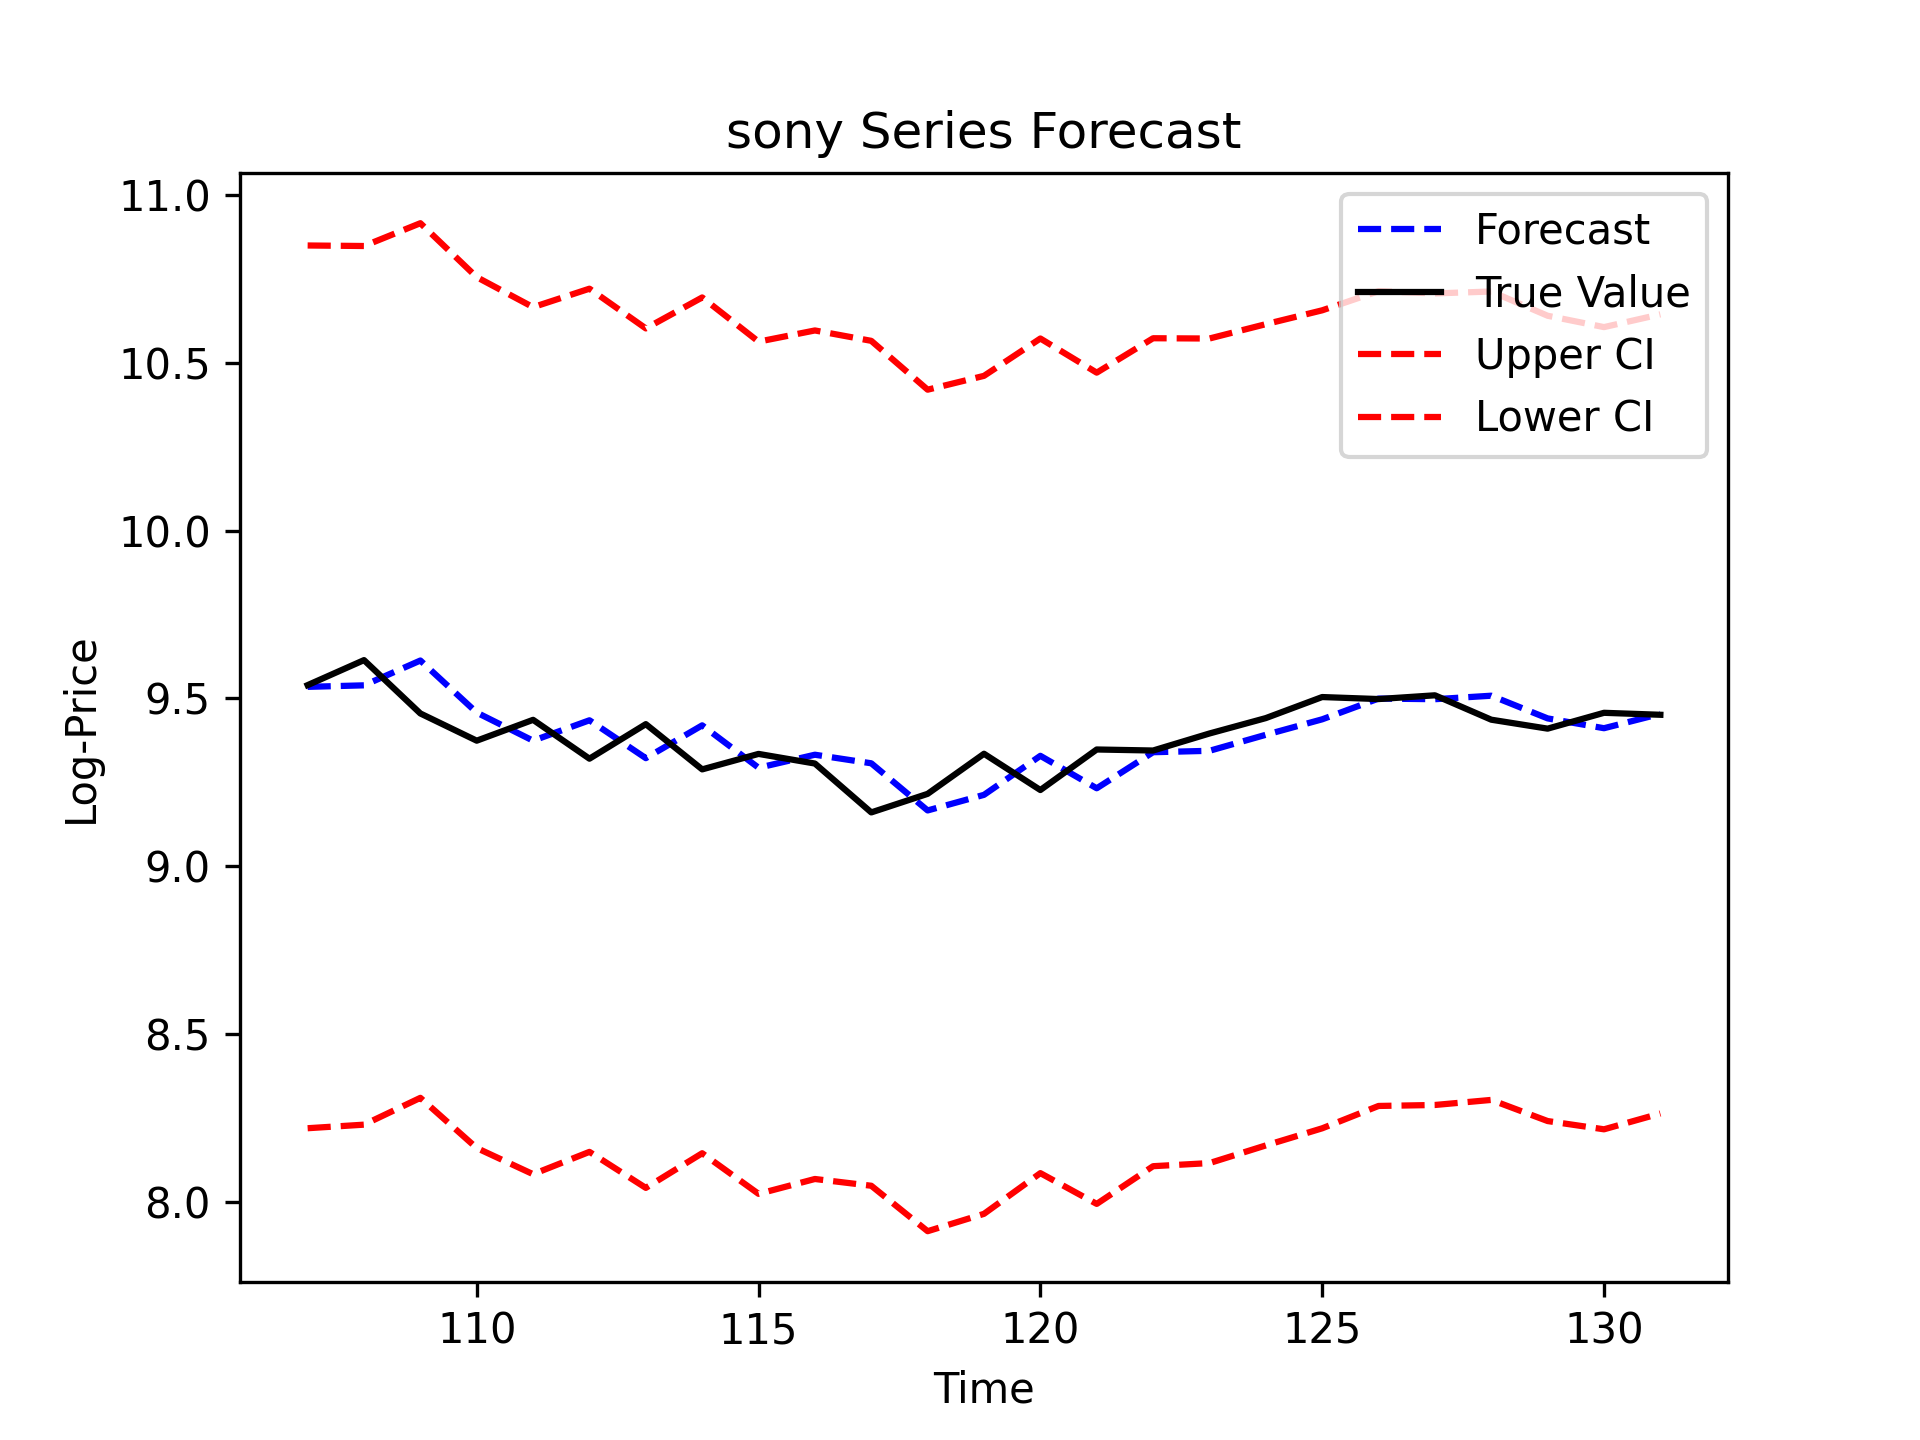 sony Series Forecast
11.0
10.5
10.0
9.5
9.0
8.5
8.0
Log-Price
Forecast
True Value
Upper CI
Lower CI
110
115
120
125
130
Time